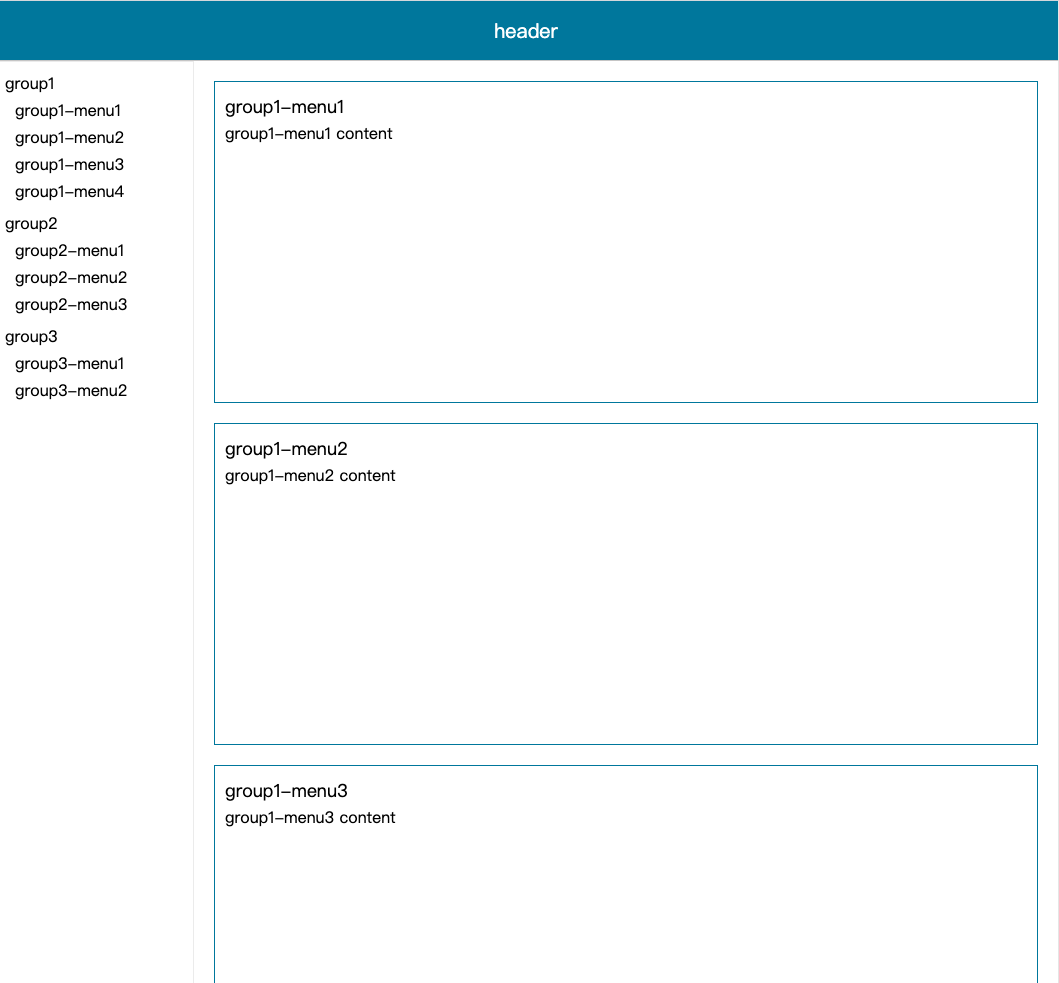 header
group1
group1-menu1
group1-menu2
group1-menu3
group1-menu4
group2
group2-menu1
group2-menu2
group2-menu3
group3
group3-menu1
group3-menu2
group1-menu1
group1-menu1 content
group1-menu2
group1-menu2 content
group1-menu3
group1-menu3 content